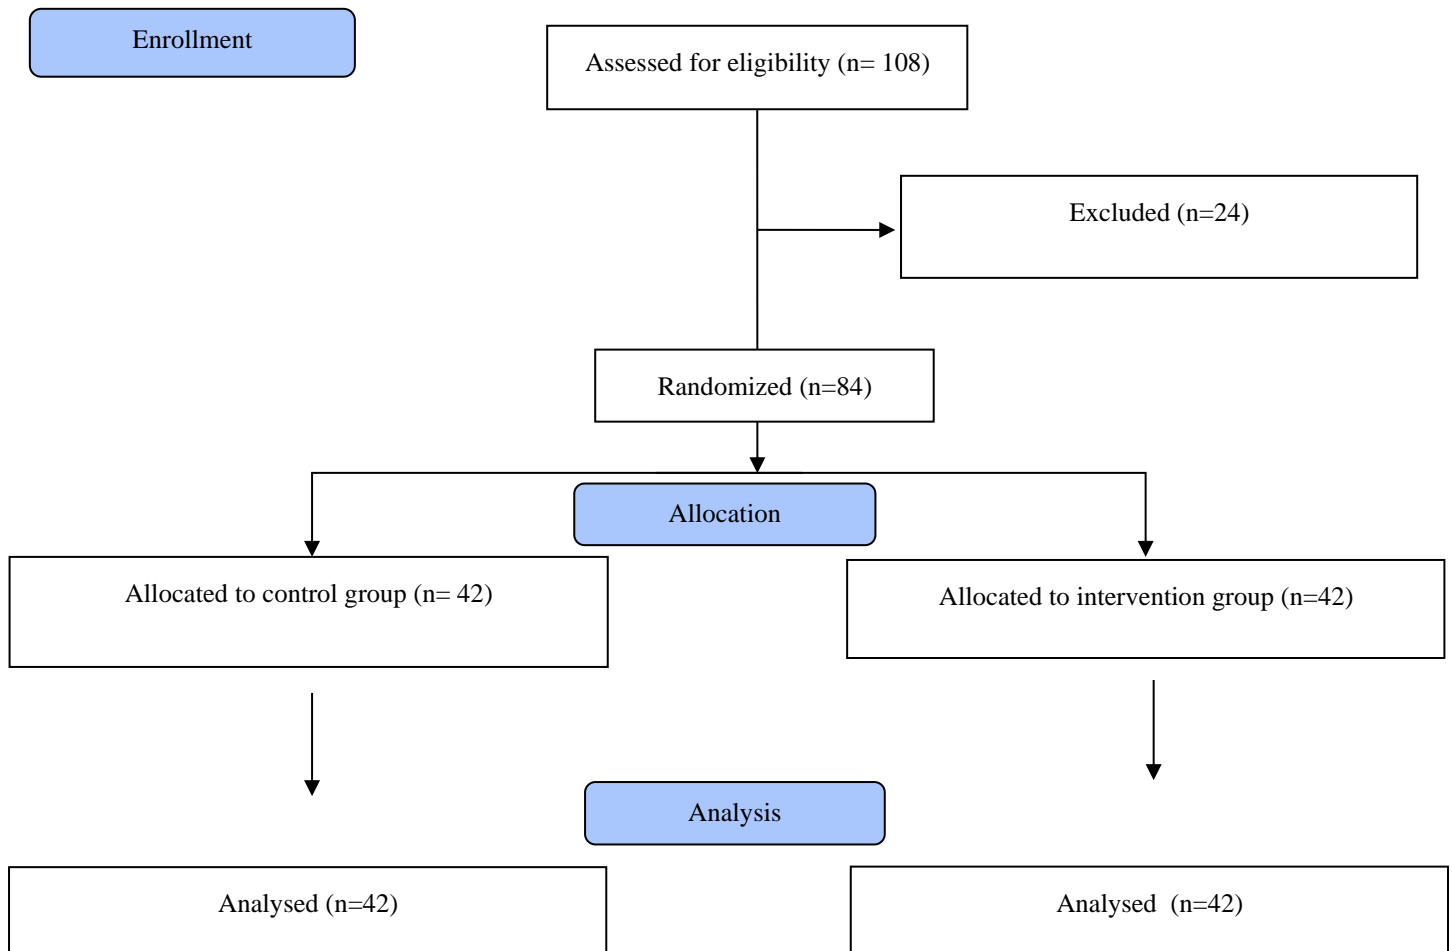 Enrollment
Assessed for eligibility (n= 108)
Excluded (n=24)
Randomized (n=84)
Allocation
Allocated to control group (n= 42)
Allocated to intervention group (n=42)
Analysis
Analysed (n=42)
Analysed  (n=42)